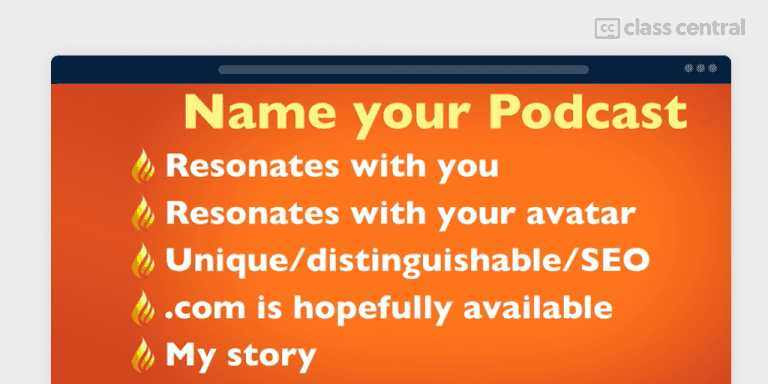 cc class central
Name your Podcast
Resonates with you
Resonates with your avatar
Unique/distinguishable/SEO
.com is hopefully available
My story